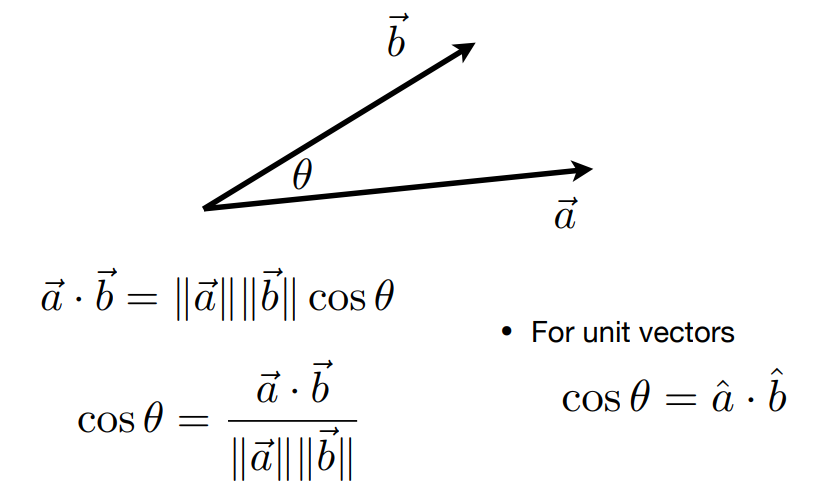 $\vec{b}$
$\theta$
$\vec{a}$
$\vec{a} \cdot \vec{b} = \|\vec{a}\| \|\vec{b}\| \cos\theta$
$\cos\theta = \frac{\vec{a} \cdot \vec{b}}{\|\vec{a}\| \|\vec{b}\|}$
• For unit vectors
$\cos\theta = \hat{a} \cdot \hat{b}$